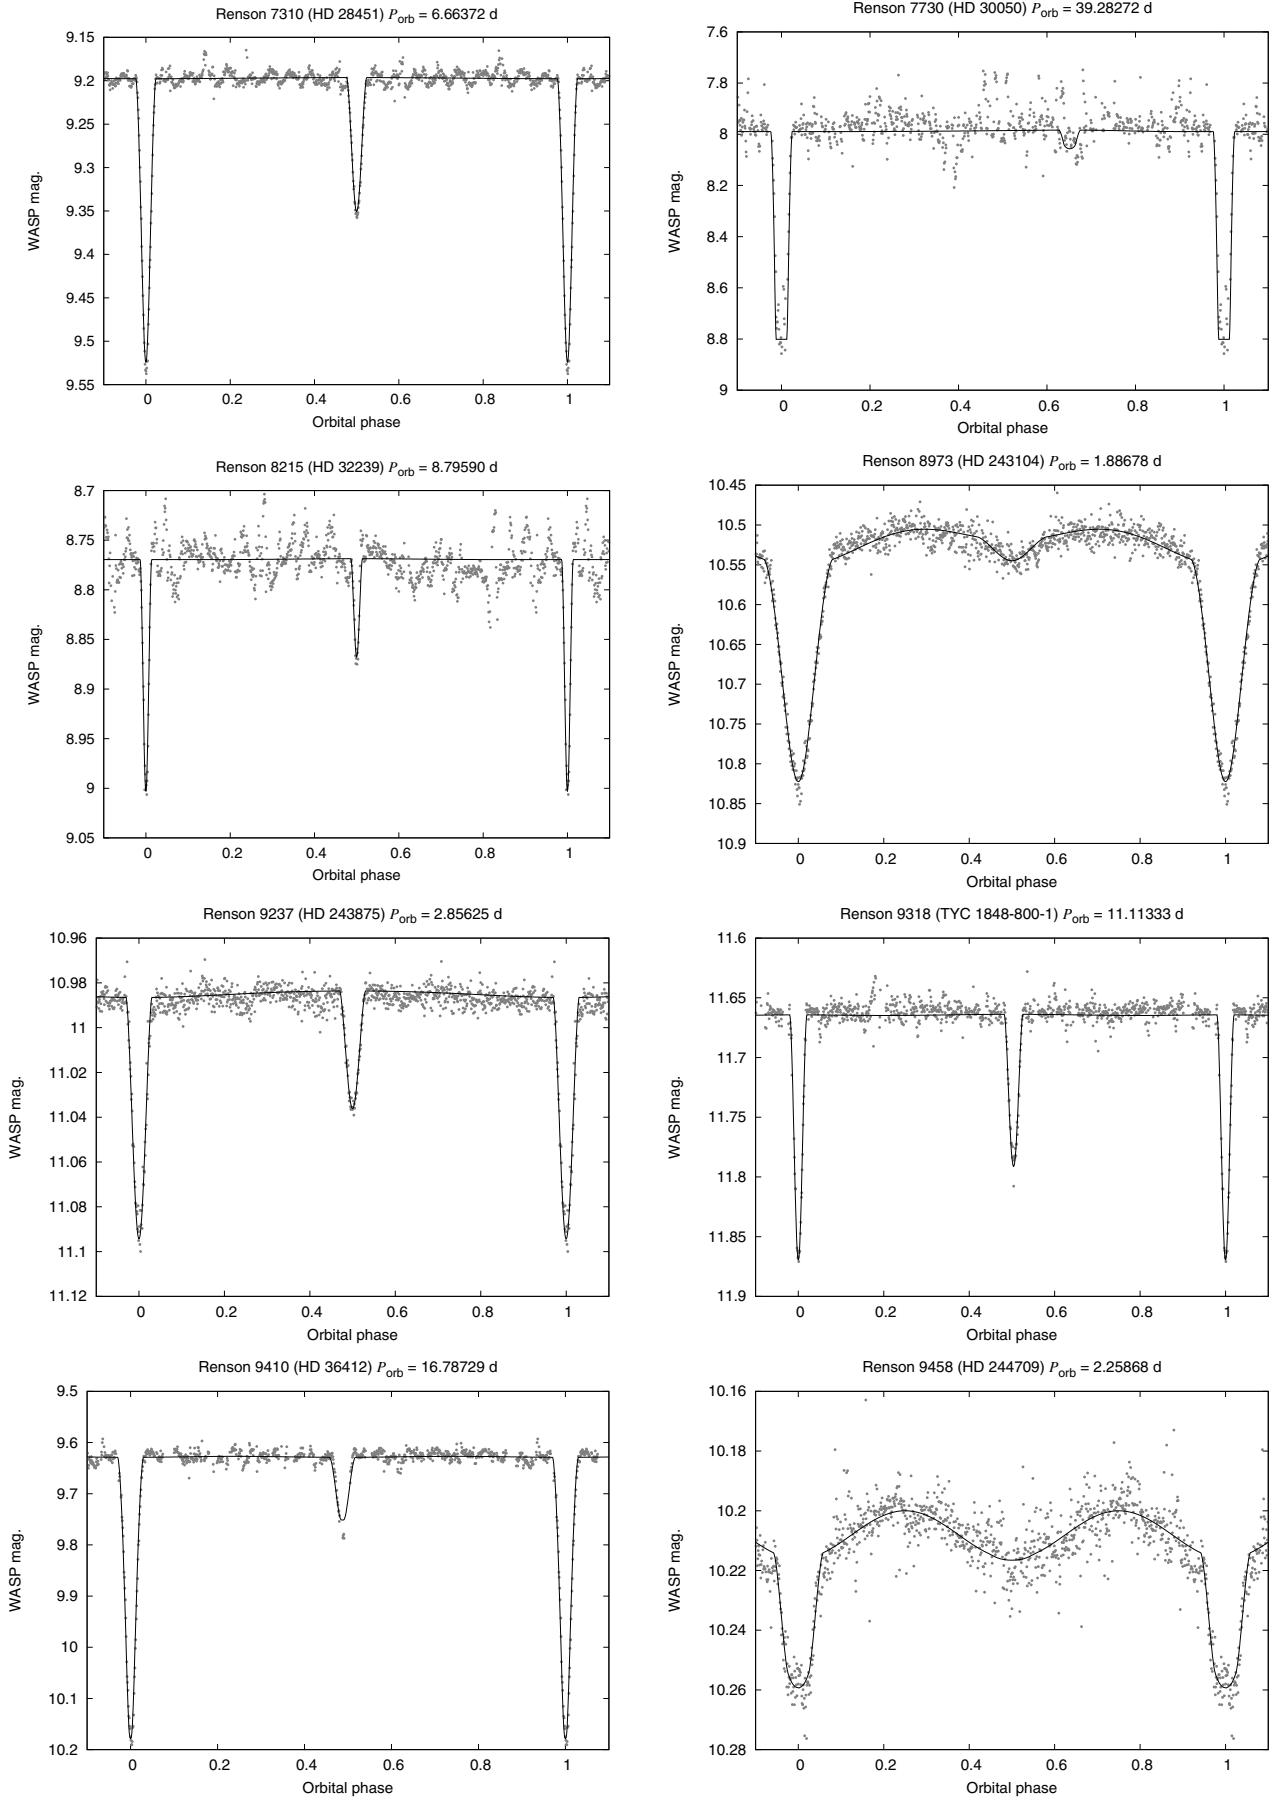 Renson 7310 (HD 28451) Porb = 6.66372 d
9.15
9.2
9.25
9.3
9.35
9.4
9.45
9.5
9.55
WASP mag.
0 0.2 0.4 0.6 0.8 1
Orbital phase
Renson 7730 (HD 30050) Porb = 39.28272 d
7.6
7.8
8
8.2
8.4
8.6
8.8
9
WASP mag.
0 0.2 0.4 0.6 0.8 1
Orbital phase
Renson 8215 (HD 32239) Porb = 8.79590 d
8.7
8.75
8.8
8.85
8.9
8.95
9
9.05
WASP mag.
0 0.2 0.4 0.6 0.8 1
Orbital phase
Renson 8973 (HD 243104) Porb = 1.88678 d
10.45
10.5
10.55
10.6
10.65
10.7
10.75
10.8
10.85
10.9
WASP mag.
0 0.2 0.4 0.6 0.8 1
Orbital phase
Renson 9237 (HD 243875) Porb = 2.85625 d
10.96
10.98
11
11.02
11.04
11.06
11.08
11.1
11.12
WASP mag.
0 0.2 0.4 0.6 0.8 1
Orbital phase
Renson 9318 (TYC 1848-800-1) Porb = 11.11333 d
11.6
11.65
11.7
11.75
11.8
11.85
11.9
WASP mag.
0 0.2 0.4 0.6 0.8 1
Orbital phase
Renson 9410 (HD 36412) Porb = 16.78729 d
9.5
9.6
9.7
9.8
9.9
10
10.1
10.2
WASP mag.
0 0.2 0.4 0.6 0.8 1
Orbital phase
Renson 9458 (HD 244709) Porb = 2.25868 d
10.16
10.18
10.2
10.22
10.24
10.26
10.28
WASP mag.
0 0.2 0.4 0.6 0.8 1
Orbital phase